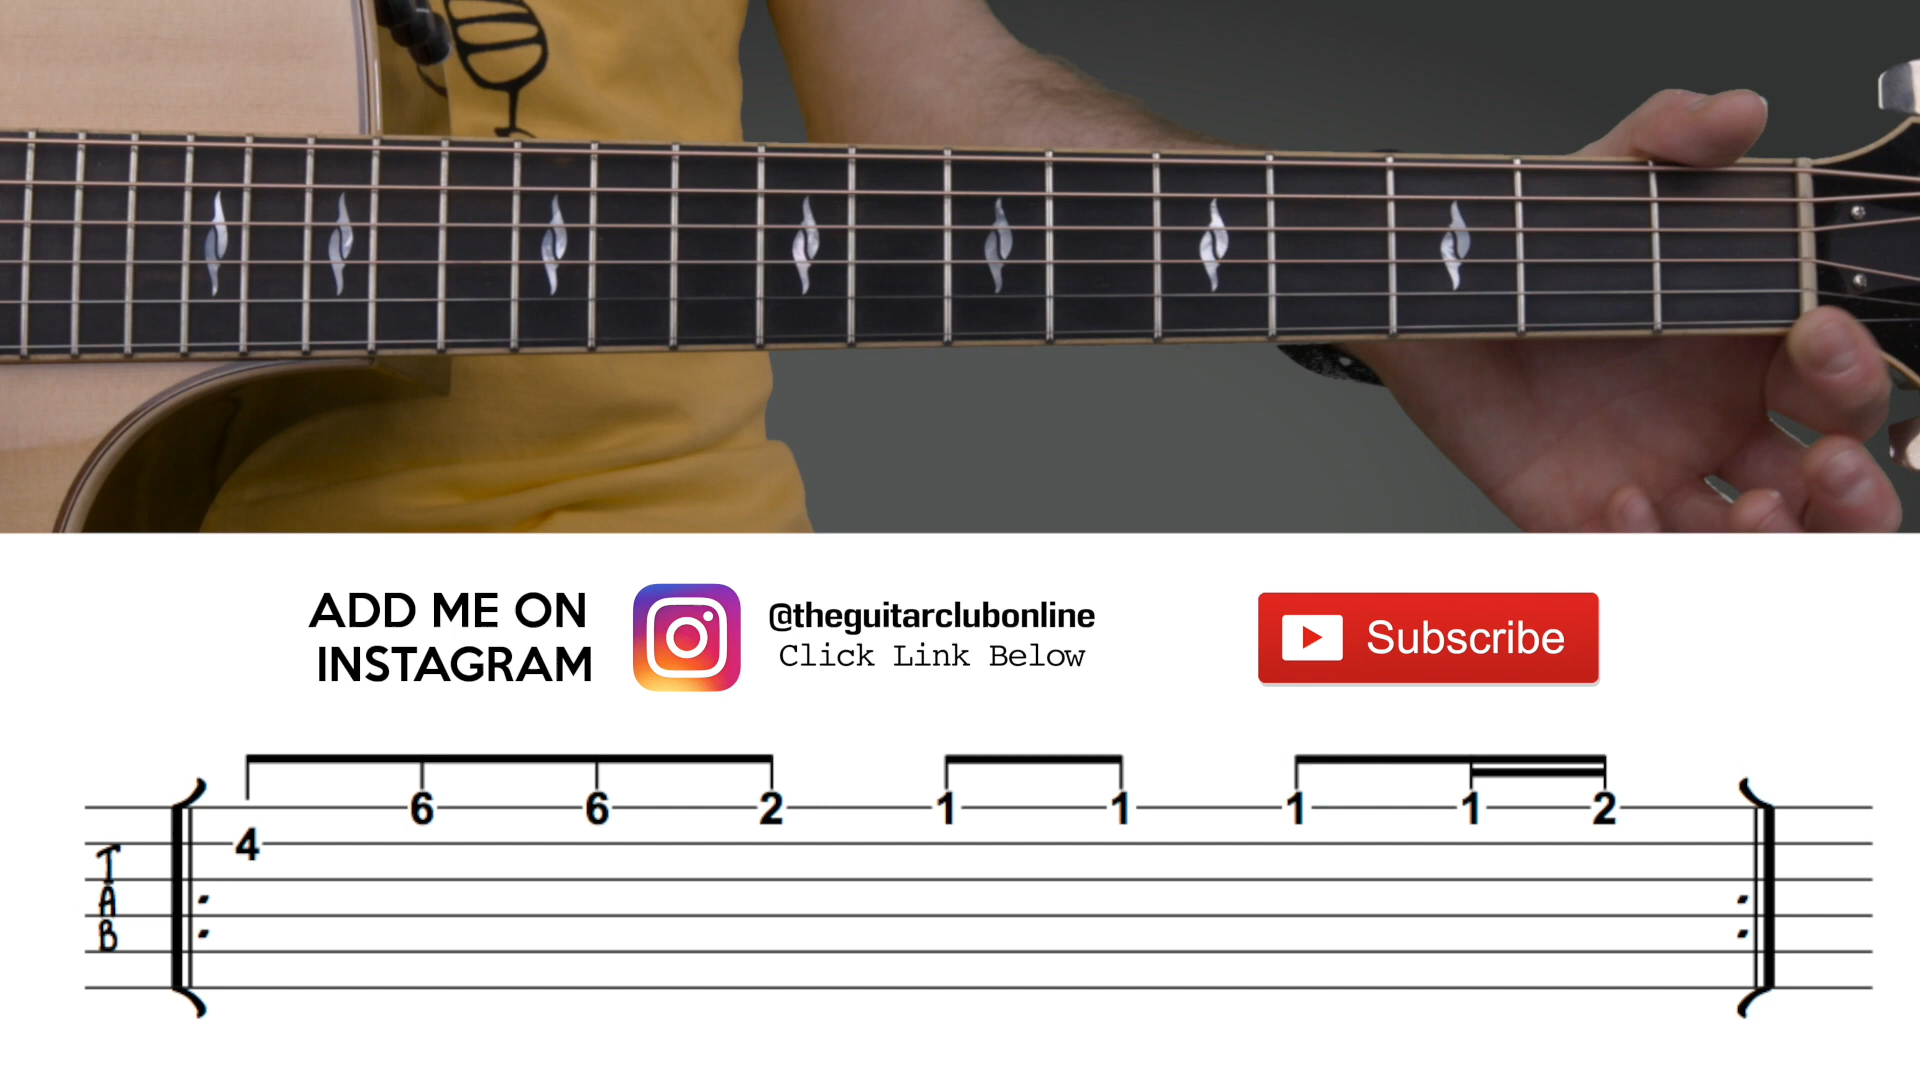 ADD ME ON
INSTAGRAM
@theguitarclubonline
Click Link Below
Subscribe
6 6 2 1 1 1 1 2
4
T
A
B